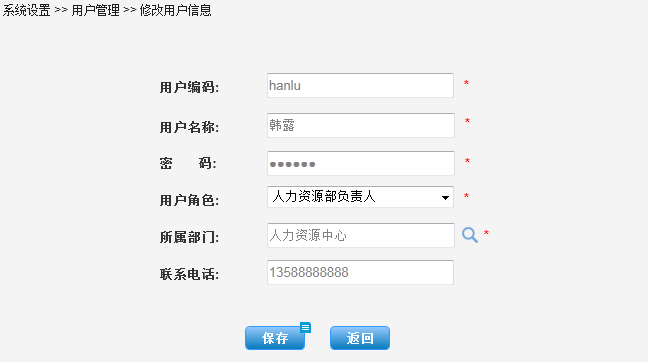 系统设置 >> 用户管理 >> 修改用户信息
用户编码: hanlu *
用户名称: 韩露 *
密 码: ●●●●●● *
用户角色: 人力资源部负责人 *
所属部门: 人力资源中心 *
联系电话: 13588888888
保存 返回